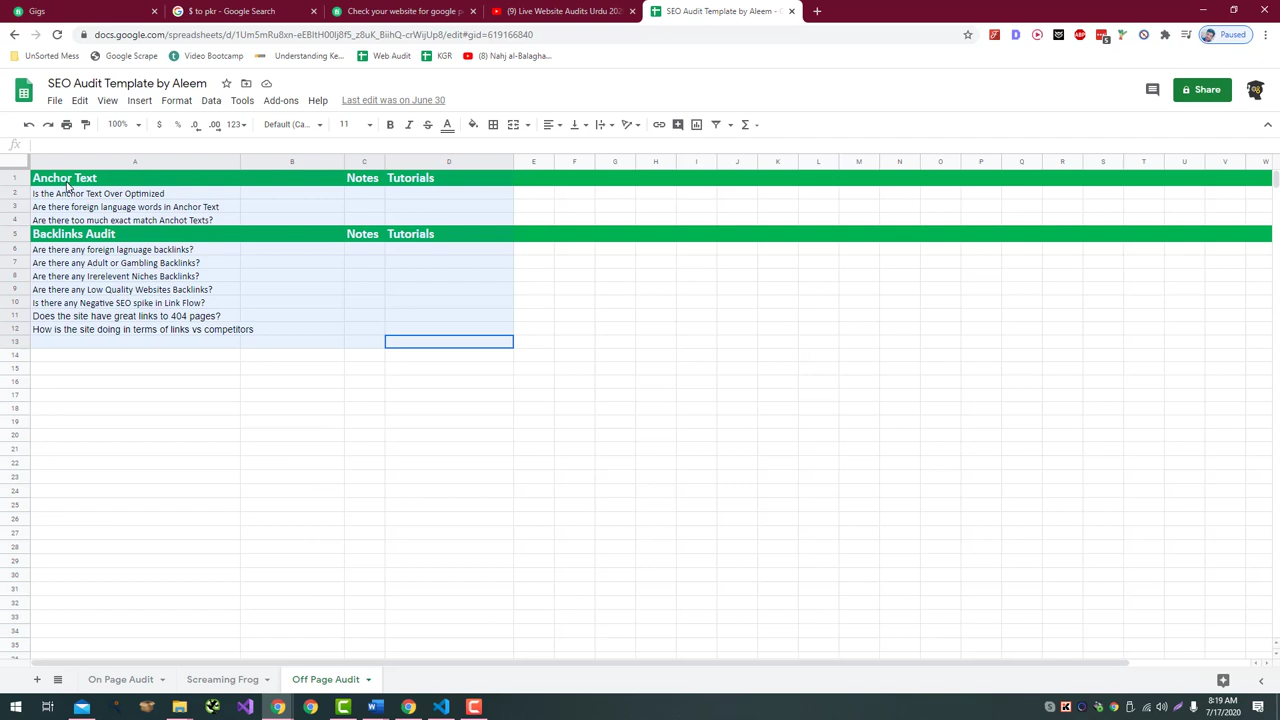 Gigs
$ to pkr - Google Search
Check your website for google p
(9) Live Website Audits Urdu 202
SEO Audit Template by Aleem - G
docs.google.com/spreadsheets/d/1Um5mRu8xn-eEBItH00lj8f5_z8uK_BiihQ-crWijUp8/edit#gid=619166840
Paused
UnSorted Mess
Google Scrape
Video Bootcamp
Understanding Ke...
Web Audit
KGR
(8) Nahj al-Balagha...
SEO Audit Template by Aleem
File Edit View Insert Format Data Tools Add-ons Help Last edit was on June 30
Share
100% $ % .0 .00 123 Default (Ca... 11 B I S A
fx
A B C D E F G H I J K L M N O P Q R S T U V W
1 Anchor Text Notes Tutorials
2 Is the Anchor Text Over Optimized
3 Are there foreign language words in Anchor Text
4 Are there too much exact match Anchot Texts?
5 Backlinks Audit Notes Tutorials
6 Are there any foreign lagnuage backlinks?
7 Are there any Adult or Gambling Backlinks?
8 Are there any Irerelevent Niches Backlinks?
9 Are there any Low Quality Websites Backlinks?
10 Is there any Negative SEO spike in Link Flow?
11 Does the site have great links to 404 pages?
12 How is the site doing in terms of links vs competitors
13
14
15
16
17
18
19
20
21
22
23
24
25
26
27
28
29
30
31
32
33
34
35
On Page Audit
Screaming Frog
Off Page Audit
8:19 AM
7/17/2020